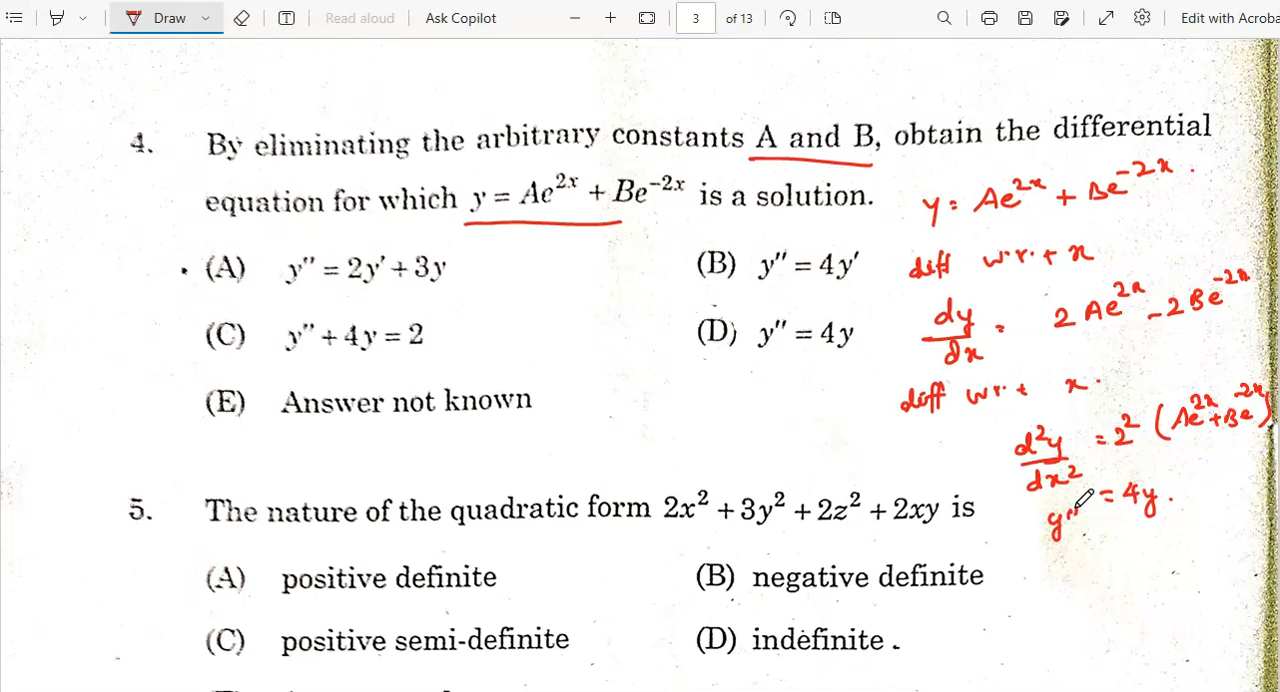 Draw
Read aloud
Ask Copilot
3 of 13
Edit with Acroba
4. By eliminating the arbitrary constants A and B, obtain the differential
equation for which y = Ae^{2x} + Be^{-2x} is a solution.
(A) y'' = 2y' + 3y
(B) y'' = 4y'
(C) y'' + 4y = 2
(D) y'' = 4y
(E) Answer not known
y = Ae^{2x} + Be^{-2x}.
diff w.r.t x
dy/dx = 2Ae^{2x} - 2Be^{-2x}
diff w r t x.
d²y/dx² = 2² (Ae^{2x} + Be^{-2x})
y'' = 4y.
5. The nature of the quadratic form 2x² + 3y² + 2z² + 2xy is
(A) positive definite
(B) negative definite
(C) positive semi-definite
(D) indefinite .